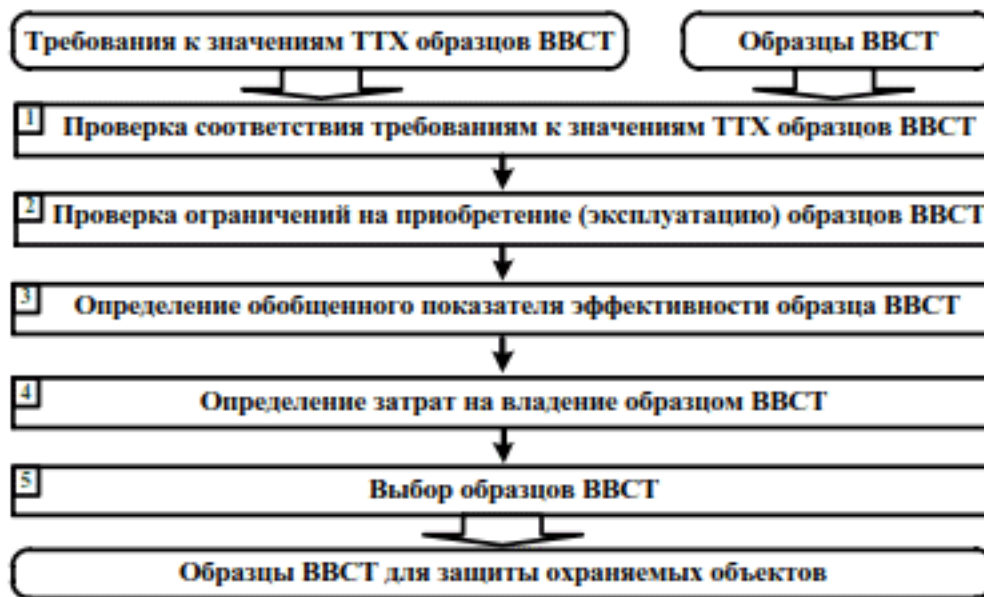 Требования к значениям ТТХ образцов ВВСТ
Образцы ВВСТ
1
Проверка соответствия требованиям к значениям ТТХ образцов ВВСТ
2
Проверка ограничений на приобретение (эксплуатацию) образцов ВВСТ
3
Определение обобщенного показателя эффективности образца ВВСТ
4
Определение затрат на владение образцом ВВСТ
5
Выбор образцов ВВСТ
Образцы ВВСТ для защиты охраняемых объектов